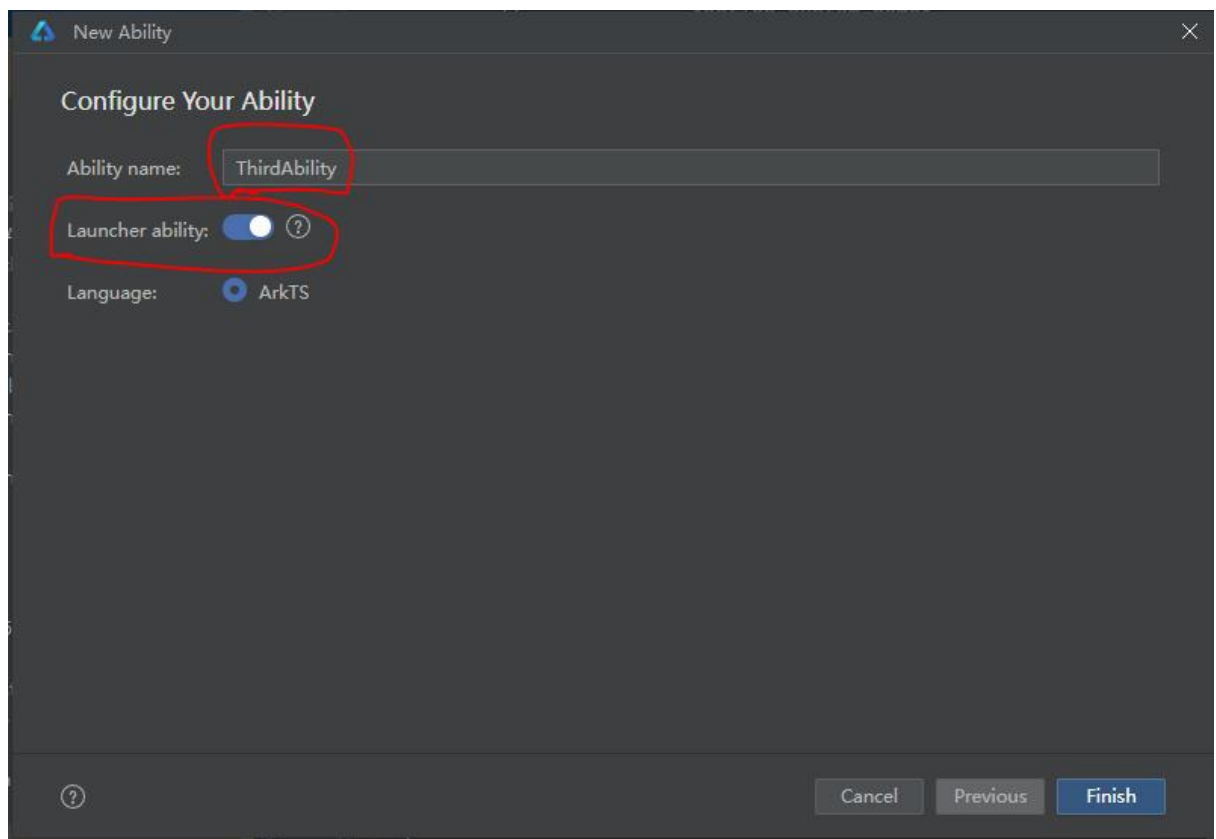 New Ability
Configure Your Ability
Ability name: ThirdAbility
Launcher ability: ?
Language: ArkTS
? Cancel Previous Finish